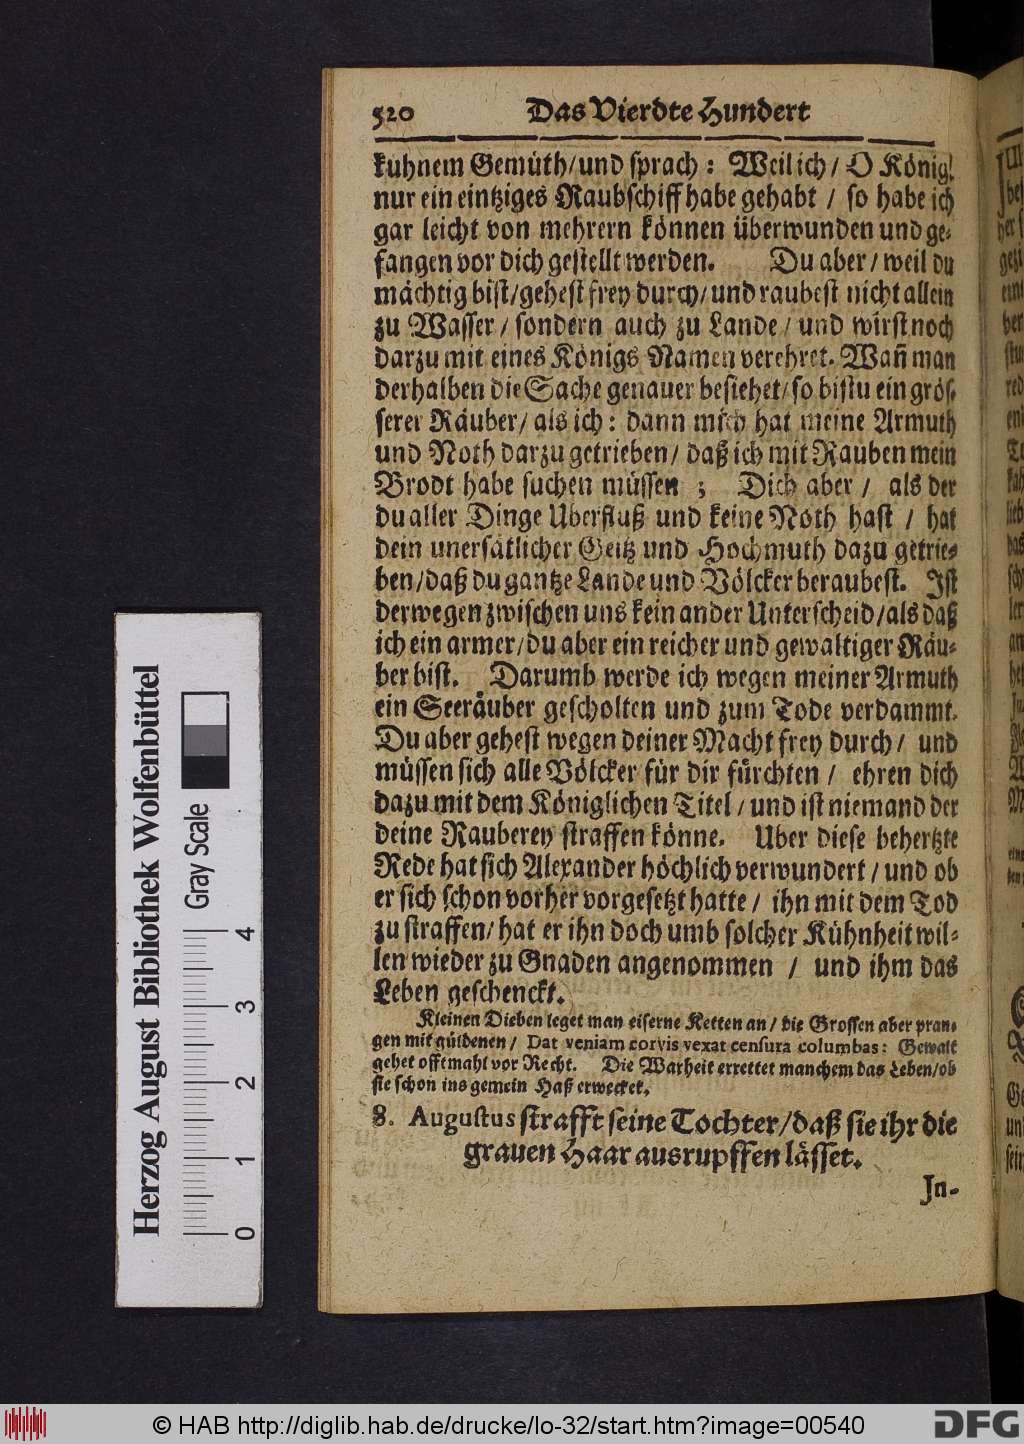 520 Das Vierdte Hundert
kühnem Gemüth/und sprach: Weil ich/ O König!
nur ein eintziges Raubschiff habe gehabt / so habe ich
gar leicht von mehrern können überwunden und ge-
fangen vor dich gestellt werden. Du aber/ weil du
mächtig bist/gehest frey durch/und raubest nicht allein
zu Wasser/ sondern auch zu Lande/ und wirst noch
darzu mit eines Königs Namen verehret. Wañ man
derhalben die Sache genauer besiehet/so bistu ein grös-
serer Räuber/ als ich: dann mich hat meine Armuth
und Noth darzu getrieben/ daß ich mit Rauben mein
Brodt habe suchen müssen ; Dich aber / als der
du aller Dinge Uberfluß und keine Noth hast / hat
dein unersätlicher Geitz und Hochmuth dazu getrie-
ben/daß du gantze Lande und Völcker beraubest. Ist
derwegen zwischen uns kein ander Unterscheid/als daß
ich ein armer/du aber ein reicher und gewaltiger Räu-
ber bist. Darumb werde ich wegen meiner Armuth
ein Seeräuber gescholten und zum Tode verdammt.
Du aber gehest wegen deiner Macht frey durch/ und
müssen sich alle Völcker für dir fürchten / ehren dich
dazu mit dem Königlichen Titel/und ist niemand der
deine Rauberey straffen könne. Uber diese behertzte
Rede hat sich Alexander höchlich verwundert/und ob
er sich schon vorher vorgesetzt hatte / ihn mit dem Tod
zu straffen/hat er ihn doch umb solcher Kühnheit wil-
len wieder zu Gnaden angenommen / und ihm das
Leben geschenckt.
Kleinen Dieben leget man eiserne Ketten an/ die Grossen aber pran-
gen mit güldenen/ Dat veniam corvis vexat censura columbas: Gewalt
gehet offtmahl vor Recht. Die Warheit errettet manchem das Leben/ob
sie schon ins gemein Haß erwecket.
8. Augustus strafft seine Tochter/daß sie ihr die
grauen Haar ausrupffen lässet.
In-
Herzog August Bibliothek Wolfenbüttel
Gray Scale
0 1 2 3 4
© HAB http://diglib.hab.de/drucke/lo-32/start.htm?image=00540
DFG